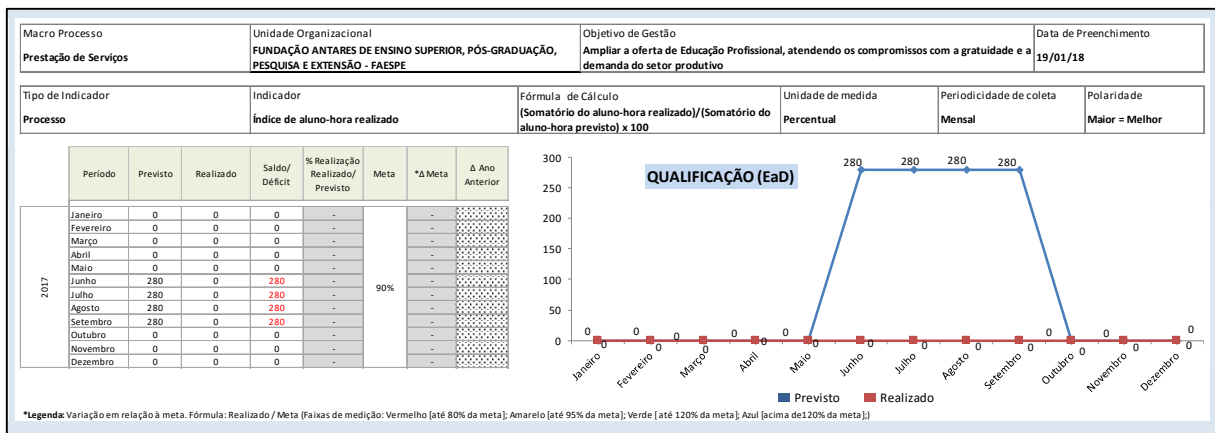 Macro Processo
Prestação de Serviços
Unidade Organizacional
FUNDAÇÃO ANTARES DE ENSINO SUPERIOR, PÓS-GRADUAÇÃO,
PESQUISA E EXTENSÃO - FAESPE
Objetivo de Gestão
Ampliar a oferta de Educação Profissional, atendendo os compromissos com a gratuidade e a
demanda do setor produtivo
Data de Preenchimento
19/01/18
Tipo de Indicador
Processo
Indicador
Índice de aluno-hora realizado
Fórmula de Cálculo
(Somatório do aluno-hora realizado)/(Somatório do
aluno-hora previsto) x 100
Unidade de medida
Percentual
Periodicidade de coleta
Mensal
Polaridade
Maior = Melhor
Período Previsto Realizado Saldo/ Déficit % Realização Realizado/ Previsto Meta *Δ Meta Δ Ano Anterior
2017
Janeiro 0 0 0 - -
Fevereiro 0 0 0 - -
Março 0 0 0 - -
Abril 0 0 0 - -
Maio 0 0 0 - -
Junho 280 0 280 - 90% -
Julho 280 0 280 - -
Agosto 280 0 280 - -
Setembro 280 0 280 - -
Outubro 0 0 0 - -
Novembro 0 0 0 - -
Dezembro 0 0 0 - -
QUALIFICAÇÃO (EaD)
300
250
200
150
100
50
0
280 280 280 280
0 0 0 0 0 0 0 0
0 0 0 0 0 0 0 0 0 0 0 0
Janeiro Fevereiro Março Abril Maio Junho Julho Agosto Setembro Outubro Novembro Dezembro
Previsto Realizado
*Legenda: Variação em relação à meta. Fórmula: Realizado / Meta (Faixas de medição: Vermelho [até 80% da meta]; Amarelo [até 95% da meta]; Verde [ até 120% da meta]; Azul [acima de120% da meta];)